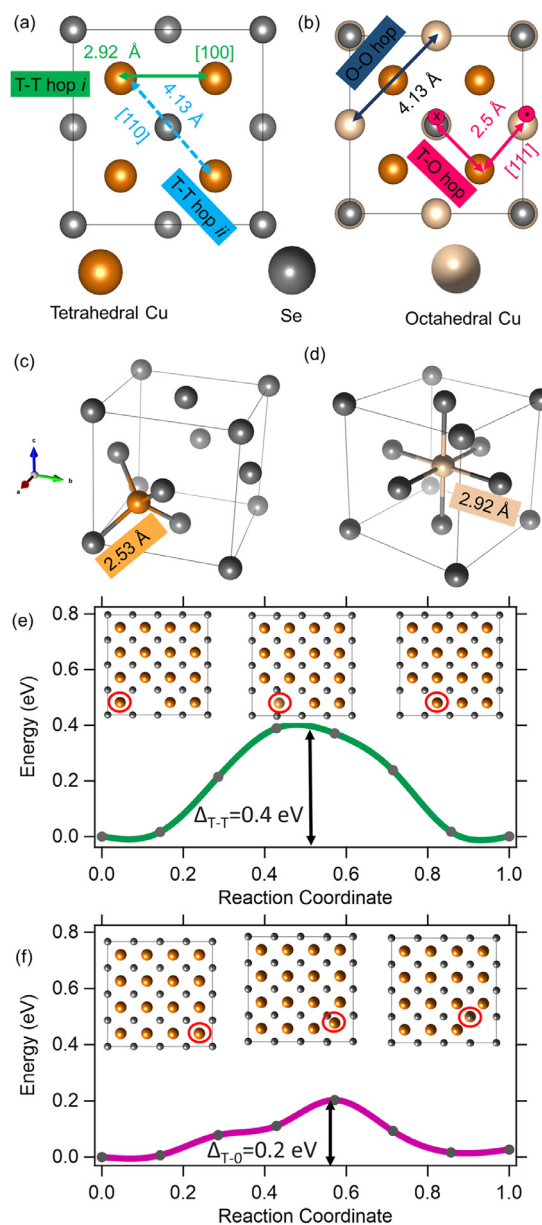 (a)
2.92 Å
[100]
T-T hop i
4.13 Å
[110]
T-T hop ii
(b)
O-O hop
4.13 Å
x
2.5 Å
T-O hop
[111]
Tetrahedral Cu
Se
Octahedral Cu
(c)
c
b
a
2.53 Å
(d)
2.92 Å
(e)
0.8
0.6
0.4
0.2
0.0
Energy (eV)
ΔT-T=0.4 eV
0.0 0.2 0.4 0.6 0.8 1.0
Reaction Coordinate
(f)
0.8
0.6
0.4
0.2
0.0
Energy (eV)
ΔT-0=0.2 eV
0.0 0.2 0.4 0.6 0.8 1.0
Reaction Coordinate